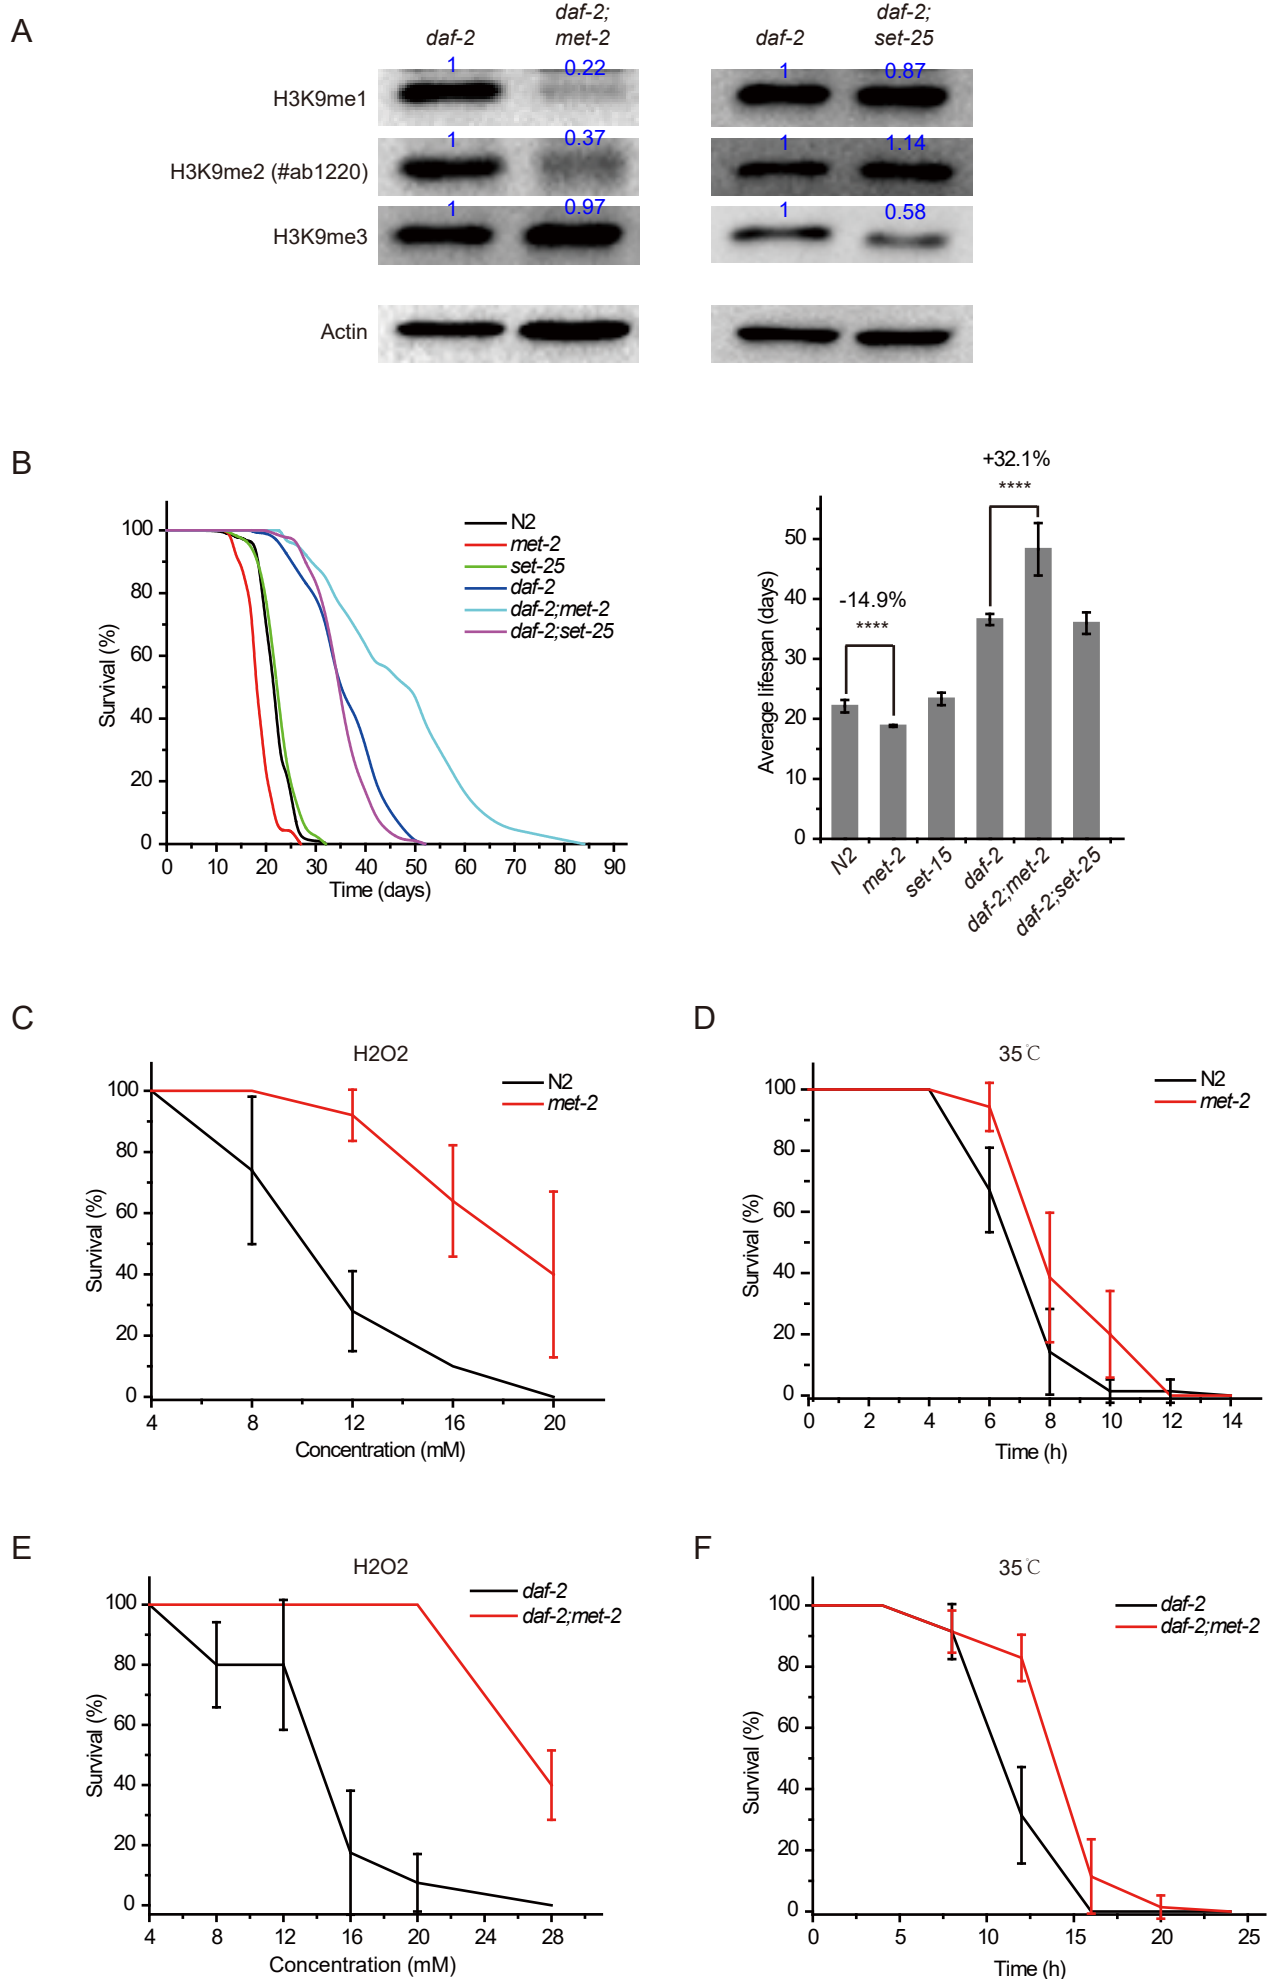 A
daf-2
daf-2;
met-2
daf-2
daf-2;
set-25
H3K9me1
1
0.22
1
0.87
H3K9me2 (#ab1220)
1
0.37
1
1.14
H3K9me3
1
0.97
1
0.58
Actin
B
Survival (%)
100
80
60
40
20
0
0 10 20 30 40 50 60 70 80 90
Time (days)
N2
met-2
set-25
daf-2
daf-2;met-2
daf-2;set-25
Average lifespan (days)
50
40
30
20
10
0
-14.9%
****
+32.1%
****
N2
met-2
set-15
daf-2
daf-2;met-2
daf-2;set-25
C
H2O2
N2
met-2
Survival (%)
100
80
60
40
20
0
4 8 12 16 20
Concentration (mM)
D
35℃
N2
met-2
Survival (%)
100
80
60
40
20
0
0 2 4 6 8 10 12 14
Time (h)
E
H2O2
daf-2
daf-2;met-2
Survival (%)
100
80
60
40
20
0
4 8 12 16 20 24 28
Concentration (mM)
F
35℃
daf-2
daf-2;met-2
Survival (%)
100
80
60
40
20
0
0 5 10 15 20 25
Time (h)